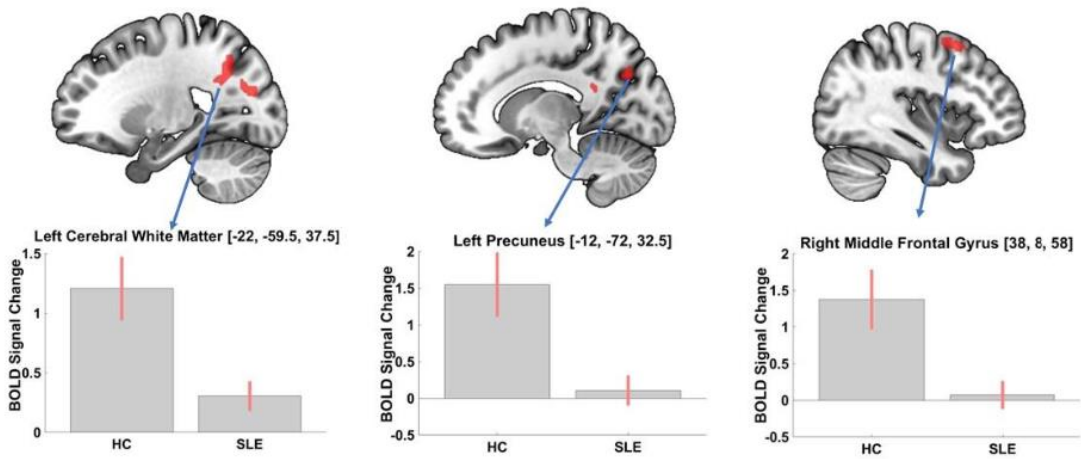 Left Cerebral White Matter [-22, -59.5, 37.5]
BOLD Signal Change
1.5
1
0.5
0
HC
SLE
Left Precuneus [-12, -72, 32.5]
BOLD Signal Change
2
1.5
1
0.5
0
-0.5
HC
SLE
Right Middle Frontal Gyrus [38, 8, 58]
BOLD Signal Change
2
1.5
1
0.5
0
-0.5
HC
SLE